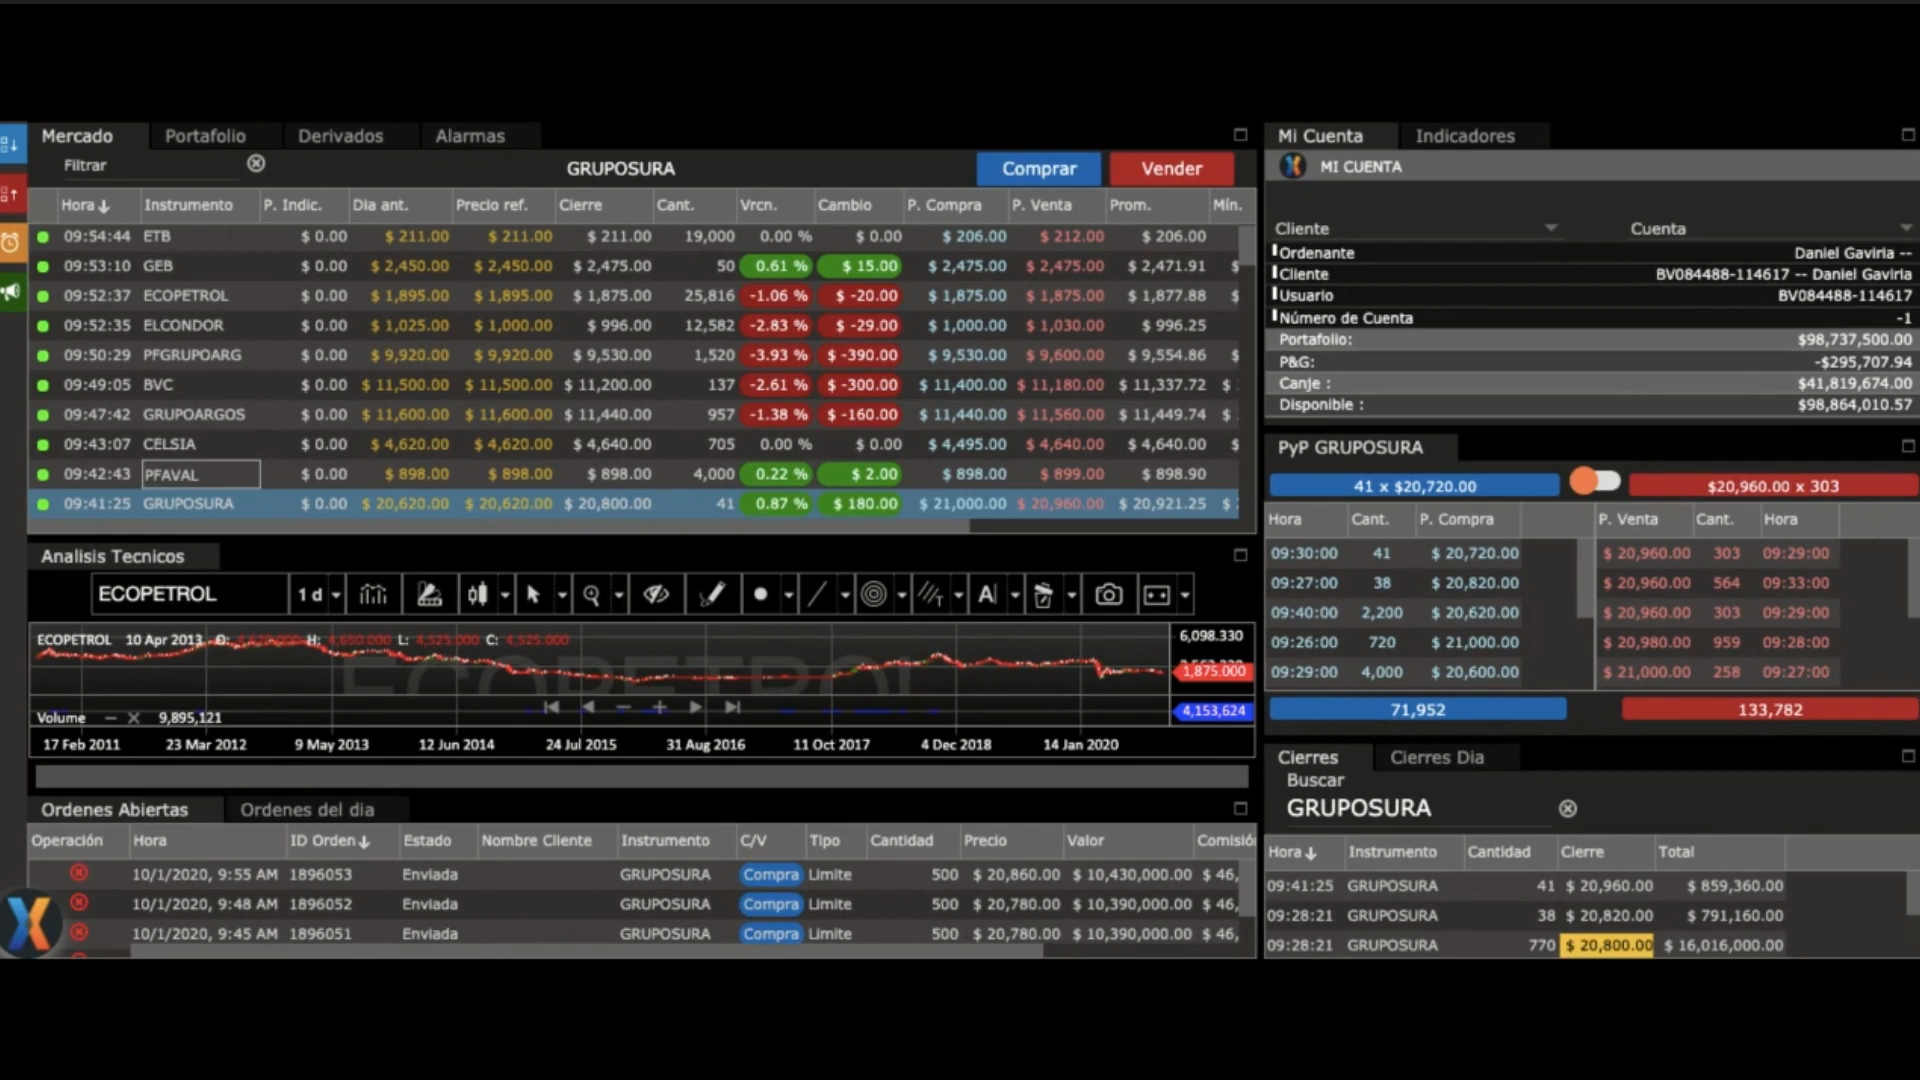 Mercado Portafolio Derivados Alarmas
Filtrar GRUPOSURA Comprar Vender
Hora Instrumento P. Indic. Dia ant. Precio ref. Cierre Cant. Vrcn. Cambio P. Compra P. Venta Prom. Mín.
09:54:44 ETB $ 0.00 $ 211.00 $ 211.00 $ 211.00 19,000 0.00 % $ 0.00 $ 206.00 $ 212.00 $ 206.00
09:53:10 GEB $ 0.00 $ 2,450.00 $ 2,450.00 $ 2,475.00 50 0.61 % $ 15.00 $ 2,475.00 $ 2,475.00 $ 2,471.91 $
09:52:37 ECOPETROL $ 0.00 $ 1,895.00 $ 1,895.00 $ 1,875.00 25,816 -1.06 % $ -20.00 $ 1,875.00 $ 1,875.00 $ 1,877.88 $
09:52:35 ELCONDOR $ 0.00 $ 1,025.00 $ 1,000.00 $ 996.00 12,582 -2.83 % $ -29.00 $ 1,000.00 $ 1,030.00 $ 996.25
09:50:29 PFGRUPOARG $ 0.00 $ 9,920.00 $ 9,920.00 $ 9,530.00 1,520 -3.93 % $ -390.00 $ 9,530.00 $ 9,600.00 $ 9,554.86 $
09:49:05 BVC $ 0.00 $ 11,500.00 $ 11,500.00 $ 11,200.00 137 -2.61 % $ -300.00 $ 11,400.00 $ 11,180.00 $ 11,337.72 $
09:47:42 GRUPOARGOS $ 0.00 $ 11,600.00 $ 11,600.00 $ 11,440.00 957 -1.38 % $ -160.00 $ 11,440.00 $ 11,560.00 $ 11,449.74 $
09:43:07 CELSIA $ 0.00 $ 4,620.00 $ 4,620.00 $ 4,640.00 705 0.00 % $ 0.00 $ 4,495.00 $ 4,640.00 $ 4,640.00 $
09:42:43 PFAVAL $ 0.00 $ 898.00 $ 898.00 $ 898.00 4,000 0.22 % $ 2.00 $ 898.00 $ 899.00 $ 898.90
09:41:25 GRUPOSURA $ 0.00 $ 20,620.00 $ 20,620.00 $ 20,800.00 41 0.87 % $ 180.00 $ 21,000.00 $ 20,960.00 $ 20,921.25 $
Analisis Tecnicos
ECOPETROL 1 d
ECOPETROL 10 Apr 2013 O: H: 4,650.000 L: 4,525.000 C: 4,525.000
ECOPETROL
6,098.330
1,875.000
4,153,624
Volume 9,895,121
17 Feb 2011 23 Mar 2012 9 May 2013 12 Jun 2014 24 Jul 2015 31 Aug 2016 11 Oct 2017 4 Dec 2018 14 Jan 2020
Ordenes Abiertas Ordenes del dia
Operación Hora ID Orden Estado Nombre Cliente Instrumento C/V Tipo Cantidad Precio Valor Comisión
10/1/2020, 9:55 AM 1896053 Enviada GRUPOSURA Compra Limite 500 $ 20,860.00 $ 10,430,000.00 $ 46,
10/1/2020, 9:48 AM 1896052 Enviada GRUPOSURA Compra Limite 500 $ 20,780.00 $ 10,390,000.00 $ 46,
10/1/2020, 9:45 AM 1896051 Enviada GRUPOSURA Compra Limite 500 $ 20,780.00 $ 10,390,000.00 $ 46,
Mi Cuenta Indicadores
MI CUENTA
Cliente Cuenta
Ordenante Daniel Gaviria --
Cliente BV084488-114617 -- Daniel Gaviria
Usuario BV084488-114617
Número de Cuenta -1
Portafolio: $98,737,500.00
P&G: -$295,707.94
Canje : $41,819,674.00
Disponible : $98,864,010.57
PyP GRUPOSURA
41 x $20,720.00 $20,960.00 x 303
Hora Cant. P. Compra P. Venta Cant. Hora
09:30:00 41 $ 20,720.00 $ 20,960.00 303 09:29:00
09:27:00 38 $ 20,820.00 $ 20,960.00 564 09:33:00
09:40:00 2,200 $ 20,620.00 $ 20,960.00 303 09:29:00
09:26:00 720 $ 21,000.00 $ 20,980.00 959 09:28:00
09:29:00 4,000 $ 20,600.00 $ 21,000.00 258 09:27:00
71,952 133,782
Cierres Cierres Dia
Buscar
GRUPOSURA
Hora Instrumento Cantidad Cierre Total
09:41:25 GRUPOSURA 41 $ 20,960.00 $ 859,360.00
09:28:21 GRUPOSURA 38 $ 20,820.00 $ 791,160.00
09:28:21 GRUPOSURA 770 $ 20,800.00 $ 16,016,000.00